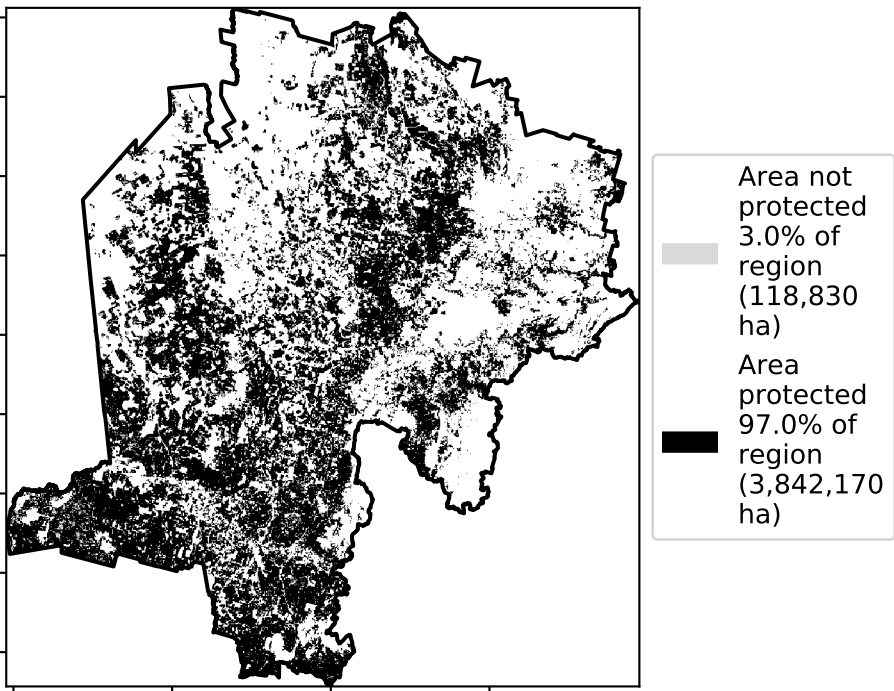 Area not
protected
3.0% of
region
(118,830
ha)
Area
protected
97.0% of
region
(3,842,170
ha)